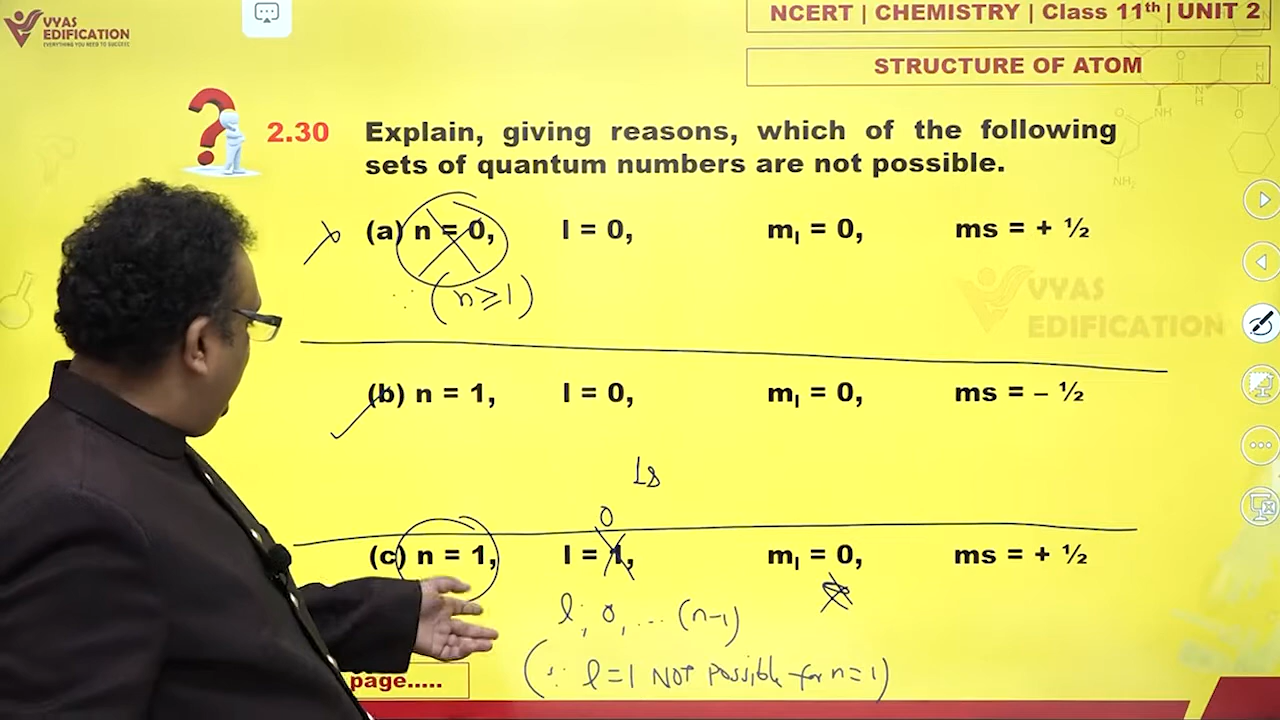 VYAS
EDIFICATION
EVERYTHING YOU NEED TO SUCCEED
NCERT | CHEMISTRY | Class 11th | UNIT 2
STRUCTURE OF ATOM
2.30 Explain, giving reasons, which of the following
sets of quantum numbers are not possible.
(a) n = 0, l = 0, ml = 0, ms = + ½
∵ (n ≥ 1)
VYAS
EDIFICATION
(b) n = 1, l = 0, ml = 0, ms = – ½
1s
0
(c) n = 1, l = 1, ml = 0, ms = + ½
l; 0, ... (n-1)
(∵ l = 1 NOT possible for n = 1)
page.....